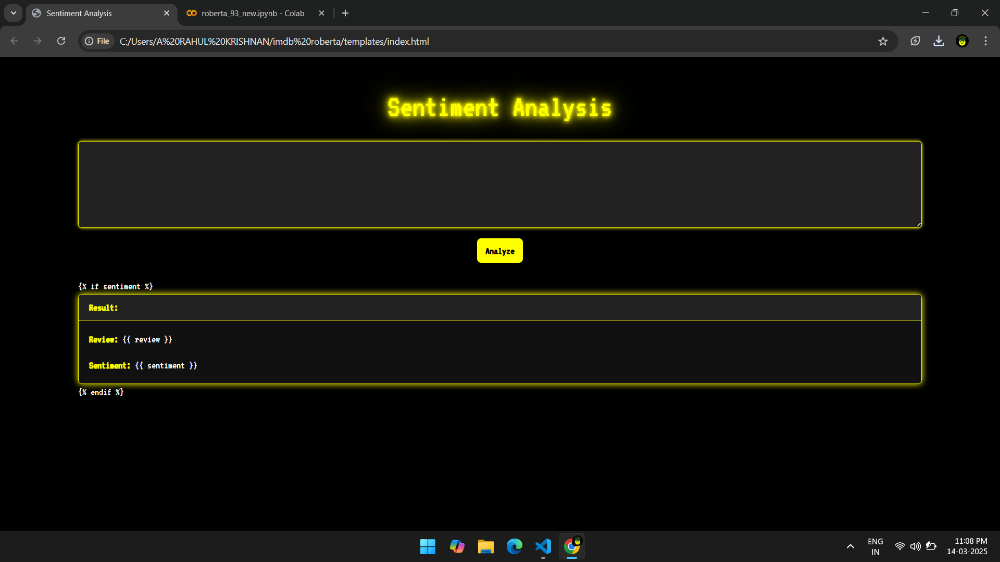 Sentiment Analysis
roberta_93_new.ipynb - Colab
File
C:/Users/A%20RAHUL%20KRISHNAN/imdb%20roberta/templates/index.html
Sentiment Analysis
Analyze
{% if sentiment %}
Result:
Review: {{ review }}
Sentiment: {{ sentiment }}
{% endif %}
ENG
IN
11:08 PM
14-03-2025